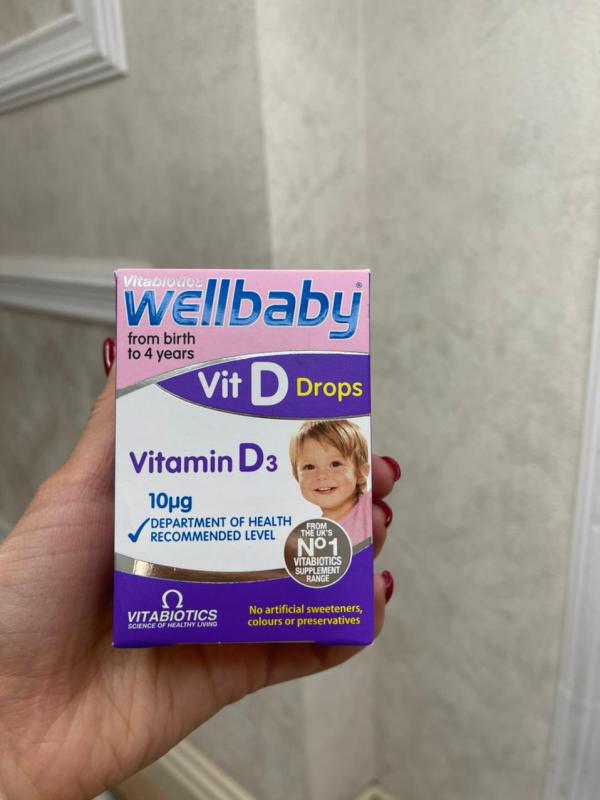 Vitabiotics
wellbaby®
from birth
to 4 years
Vit D Drops
Vitamin D3
10µg
DEPARTMENT OF HEALTH
RECOMMENDED LEVEL
FROM
THE UK'S
Nº1
VITABIOTICS
SUPPLEMENT
RANGE
VITABIOTICS
SCIENCE OF HEALTHY LIVING
No artificial sweeteners,
colours or preservatives